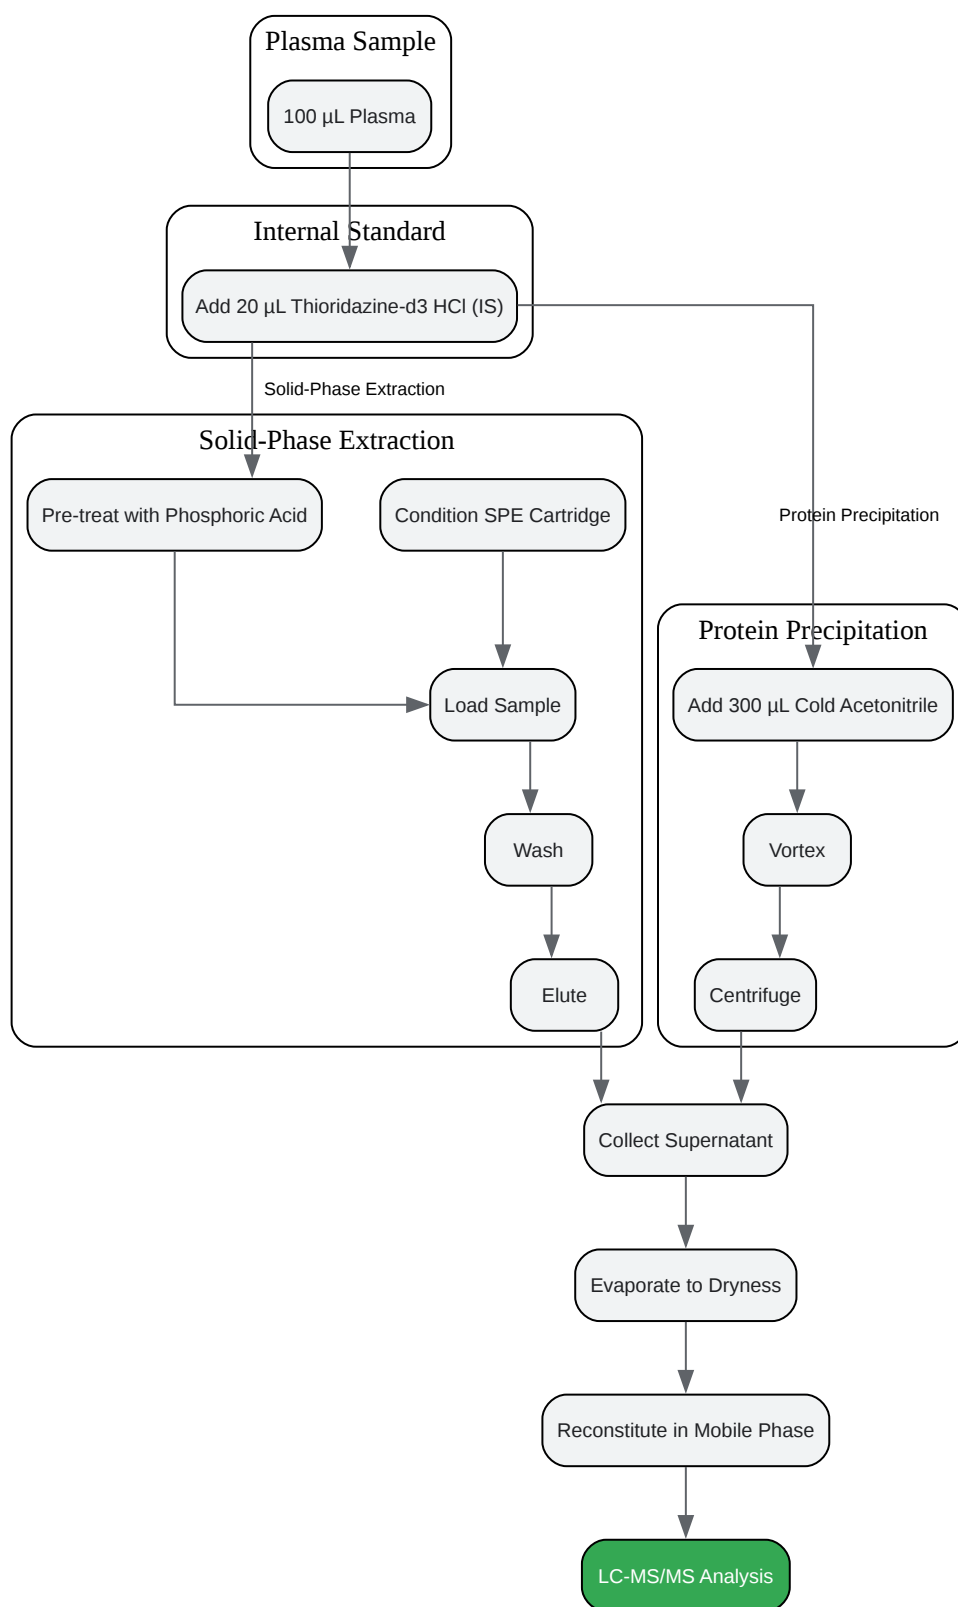 Plasma Sample
100 µL Plasma
Internal Standard
Add 20 µL Thioridazine-d3 HCl (IS)
Solid-Phase Extraction
Solid-Phase Extraction
Pre-treat with Phosphoric Acid
Condition SPE Cartridge
Load Sample
Wash
Elute
Protein Precipitation
Protein Precipitation
Add 300 µL Cold Acetonitrile
Vortex
Centrifuge
Collect Supernatant
Evaporate to Dryness
Reconstitute in Mobile Phase
LC-MS/MS Analysis